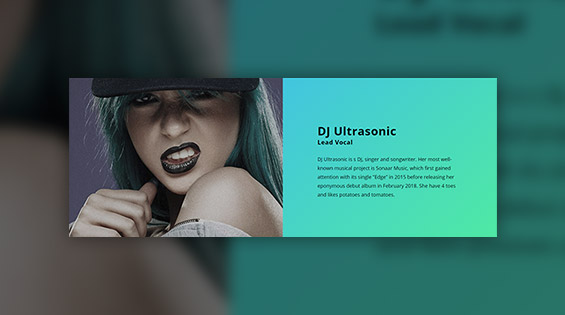 DJ Ultrasonic
Lead Vocal
DJ Ultrasonic is s DJ, singer and songwriter. Her most well-
known musical project is Sonaar Music, which first gained
attention with its single "Edge" in 2015 before releasing her
eponymous debut album in February 2018. She have 4 toes
and likes potatoes and tomatoes.